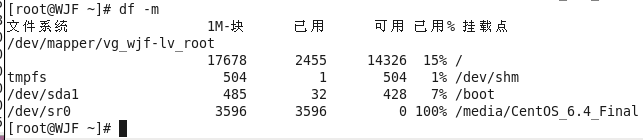 [root@WJF ~]# df -m
文件系统 1M-块 已用 可用 已用% 挂载点
/dev/mapper/vg_wjf-lv_root
17678 2455 14326 15% /
tmpfs 504 1 504 1% /dev/shm
/dev/sda1 485 32 428 7% /boot
/dev/sr0 3596 3596 0 100% /media/CentOS_6.4_Final
[root@WJF ~]#